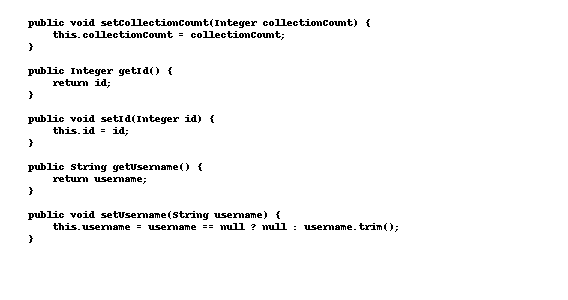 public void setCollectionCount(Integer collectionCount) {
    this.collectionCount = collectionCount;
}

public Integer getId() {
    return id;
}

public void setId(Integer id) {
    this.id = id;
}

public String getUsername() {
    return username;
}

public void setUsername(String username) {
    this.username = username == null ? null : username.trim();
}